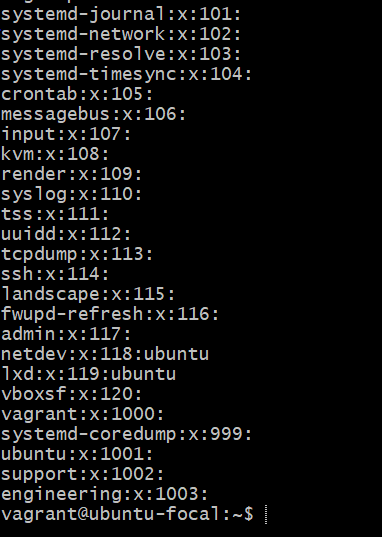 systemd-journal:x:101:
systemd-network:x:102:
systemd-resolve:x:103:
systemd-timesync:x:104:
crontab:x:105:
messagebus:x:106:
input:x:107:
kvm:x:108:
render:x:109:
syslog:x:110:
tss:x:111:
uuidd:x:112:
tcpdump:x:113:
ssh:x:114:
landscape:x:115:
fwupd-refresh:x:116:
admin:x:117:
netdev:x:118:ubuntu
lxd:x:119:ubuntu
vboxsf:x:120:
vagrant:x:1000:
systemd-coredump:x:999:
ubuntu:x:1001:
support:x:1002:
engineering:x:1003:
vagrant@ubuntu-focal:~$